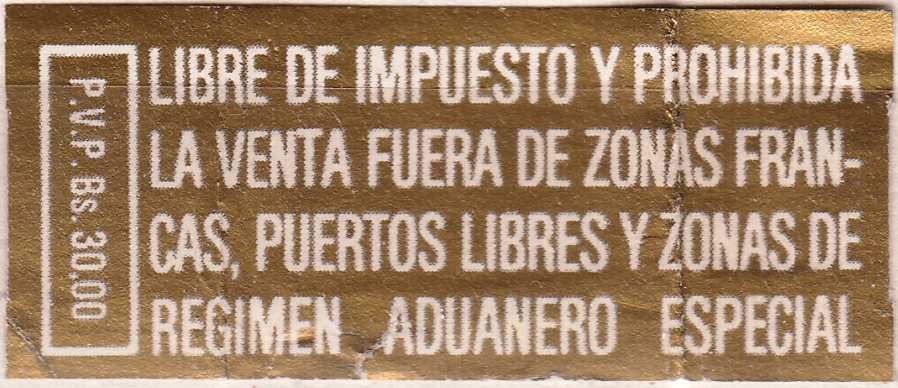 P.V.P. Bs. 30,00
LIBRE DE IMPUESTO Y PROHIBIDA
LA VENTA FUERA DE ZONAS FRAN-
CAS, PUERTOS LIBRES Y ZONAS DE
REGIMEN ADUANERO ESPECIAL